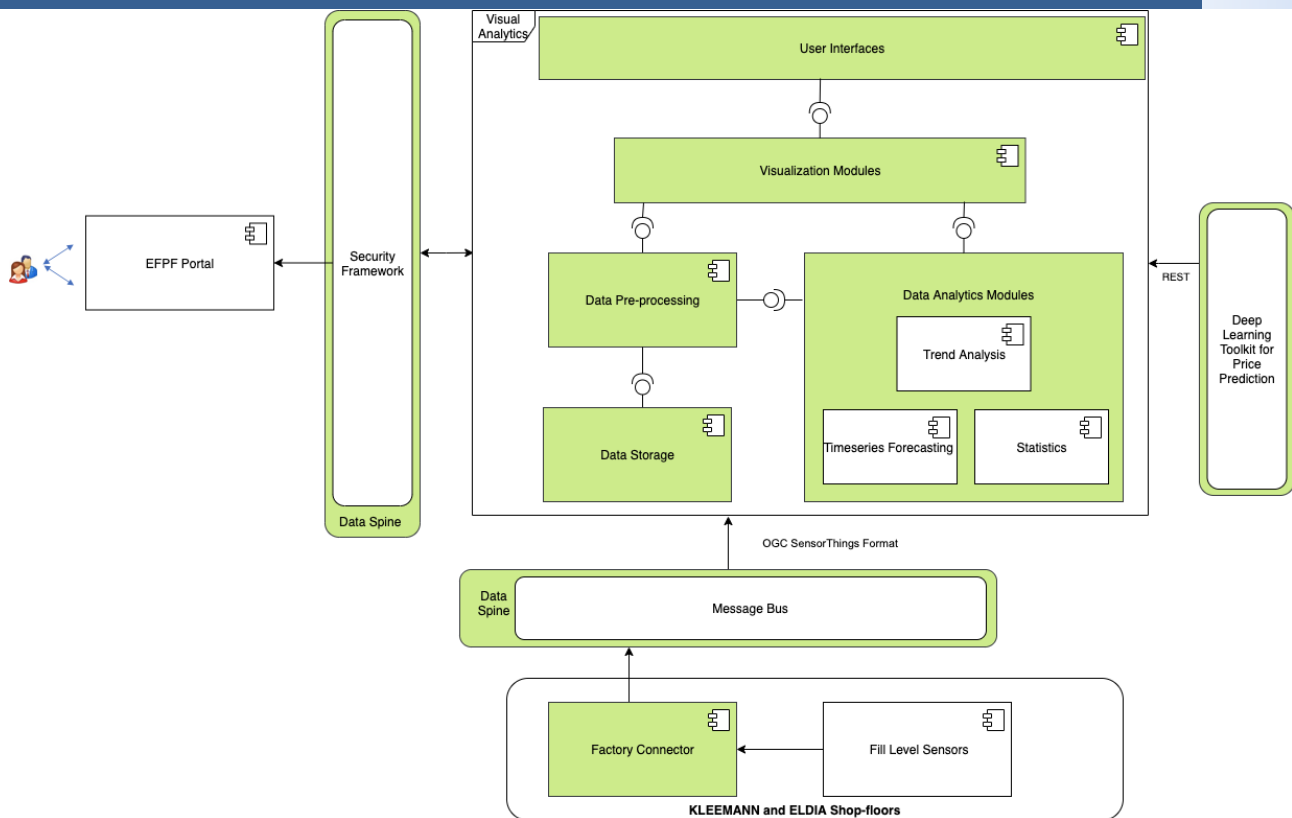 Visual
Analytics
User Interfaces
Visualization Modules
EFPF Portal
Security
Framework
Data Spine
Data Pre-processing
Data Storage
Data Analytics Modules
Trend Analysis
Timeseries Forecasting
Statistics
REST
Deep
Learning
Toolkit for
Price
Prediction
OGC SensorThings Format
Data
Spine
Message Bus
Factory Connector
Fill Level Sensors
KLEEMANN and ELDIA Shop-floors